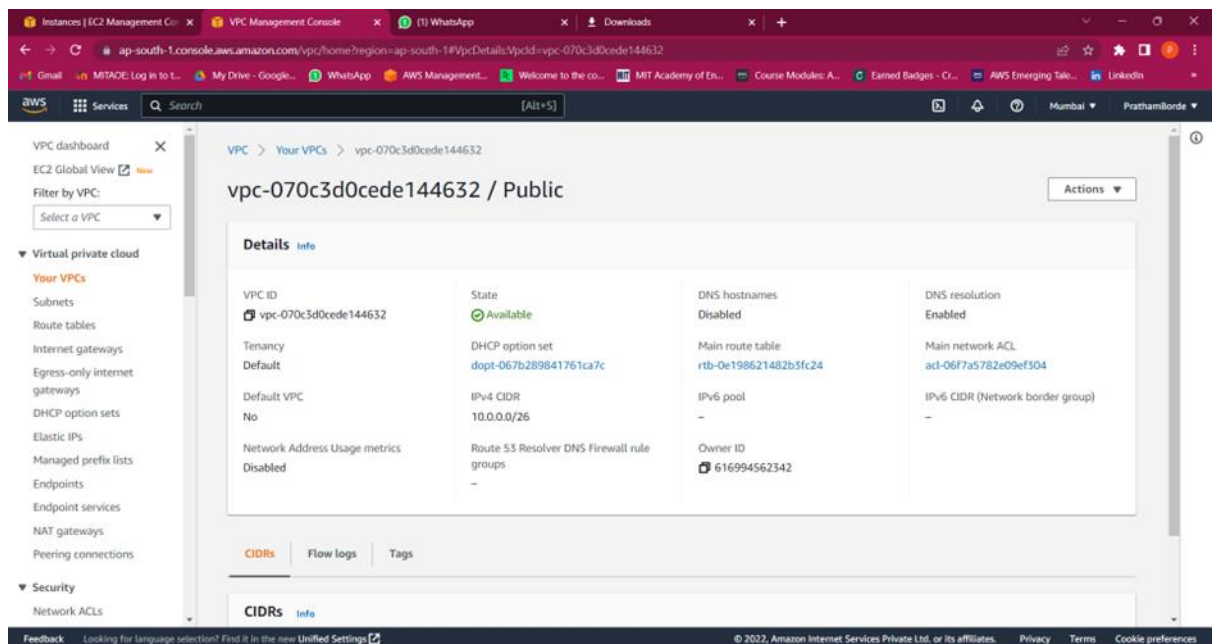 Instances | EC2 Management Con
VPC Management Console
(1) WhatsApp
Downloads
ap-south-1.console.aws.amazon.com/vpc/home?region=ap-south-1#VpcDetails:VpcId=vpc-070c3d0cede144632
Gmail
MITAOE: Log in to t...
My Drive - Google...
WhatsApp
AWS Management...
Welcome to the co...
MIT Academy of En...
Course Modules: A...
Earned Badges - Cr...
AWS Emerging Tale...
LinkedIn
aws
Services
Search
[Alt+S]
Mumbai
PrathamBorde
VPC dashboard
EC2 Global View New
Filter by VPC:
Select a VPC
Virtual private cloud
Your VPCs
Subnets
Route tables
Internet gateways
Egress-only internet
gateways
DHCP option sets
Elastic IPs
Managed prefix lists
Endpoints
Endpoint services
NAT gateways
Peering connections
Security
Network ACLs
VPC > Your VPCs > vpc-070c3d0cede144632
vpc-070c3d0cede144632 / Public
Actions
Details Info
VPC ID
vpc-070c3d0cede144632
State
Available
DNS hostnames
Disabled
DNS resolution
Enabled
Tenancy
Default
DHCP option set
dopt-067b289841761ca7c
Main route table
rtb-0e198621482b3fc24
Main network ACL
acl-06f7a5782e09ef304
Default VPC
No
IPv4 CIDR
10.0.0.0/26
IPv6 pool
–
IPv6 CIDR (Network border group)
–
Network Address Usage metrics
Disabled
Route 53 Resolver DNS Firewall rule
groups
–
Owner ID
616994562342
CIDRs
Flow logs
Tags
CIDRs Info
Feedback
Looking for language selection? Find it in the new Unified Settings
© 2022, Amazon Internet Services Private Ltd. or its affiliates.
Privacy
Terms
Cookie preferences